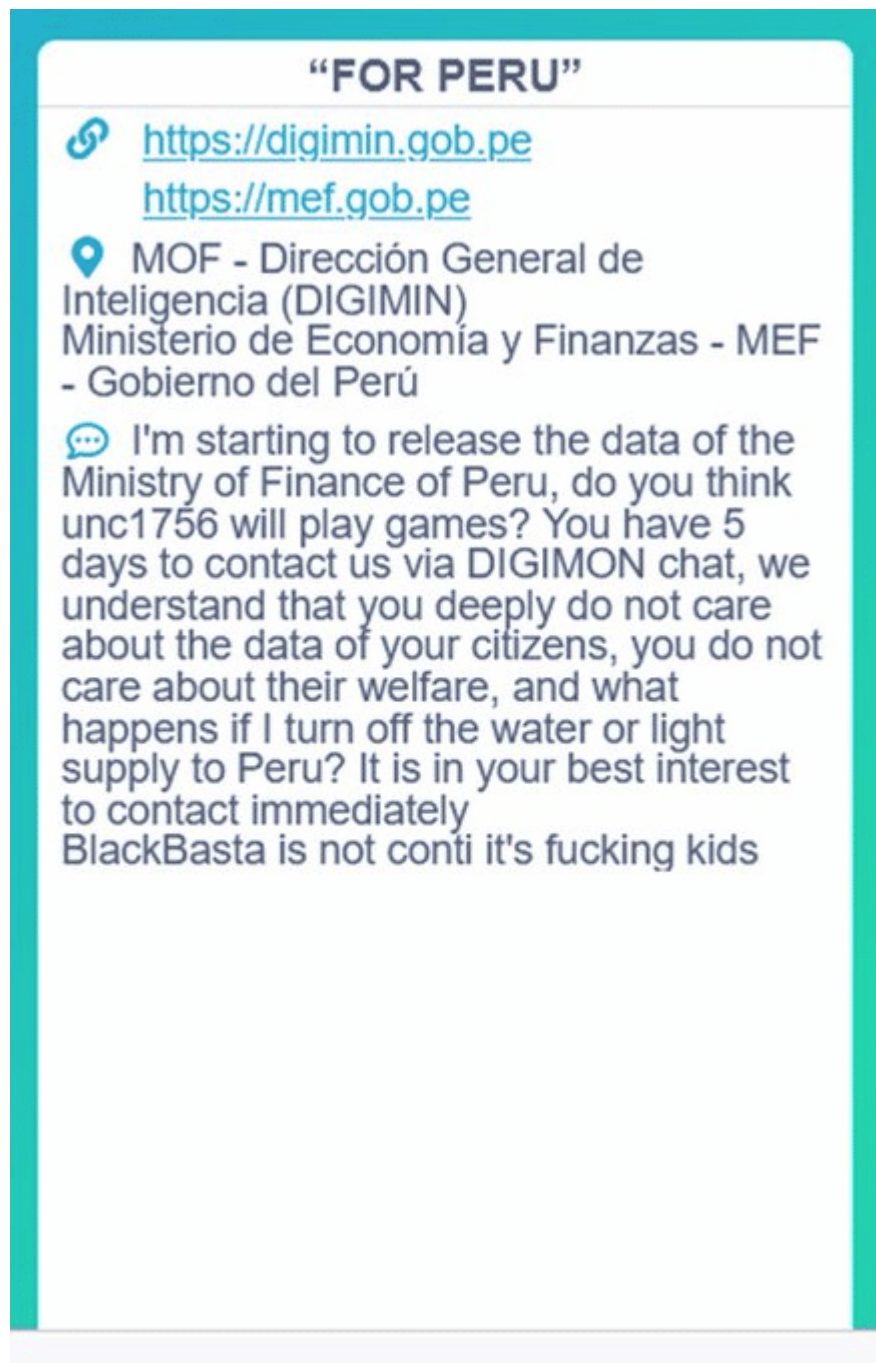 “FOR PERU”
https://digimin.gob.pe
https://mef.gob.pe
MOF - Dirección General de
Inteligencia (DIGIMIN)
Ministerio de Economía y Finanzas - MEF
- Gobierno del Perú
I'm starting to release the data of the
Ministry of Finance of Peru, do you think
unc1756 will play games? You have 5
days to contact us via DIGIMON chat, we
understand that you deeply do not care
about the data of your citizens, you do not
care about their welfare, and what
happens if I turn off the water or light
supply to Peru? It is in your best interest
to contact immediately
BlackBasta is not conti it's fucking kids